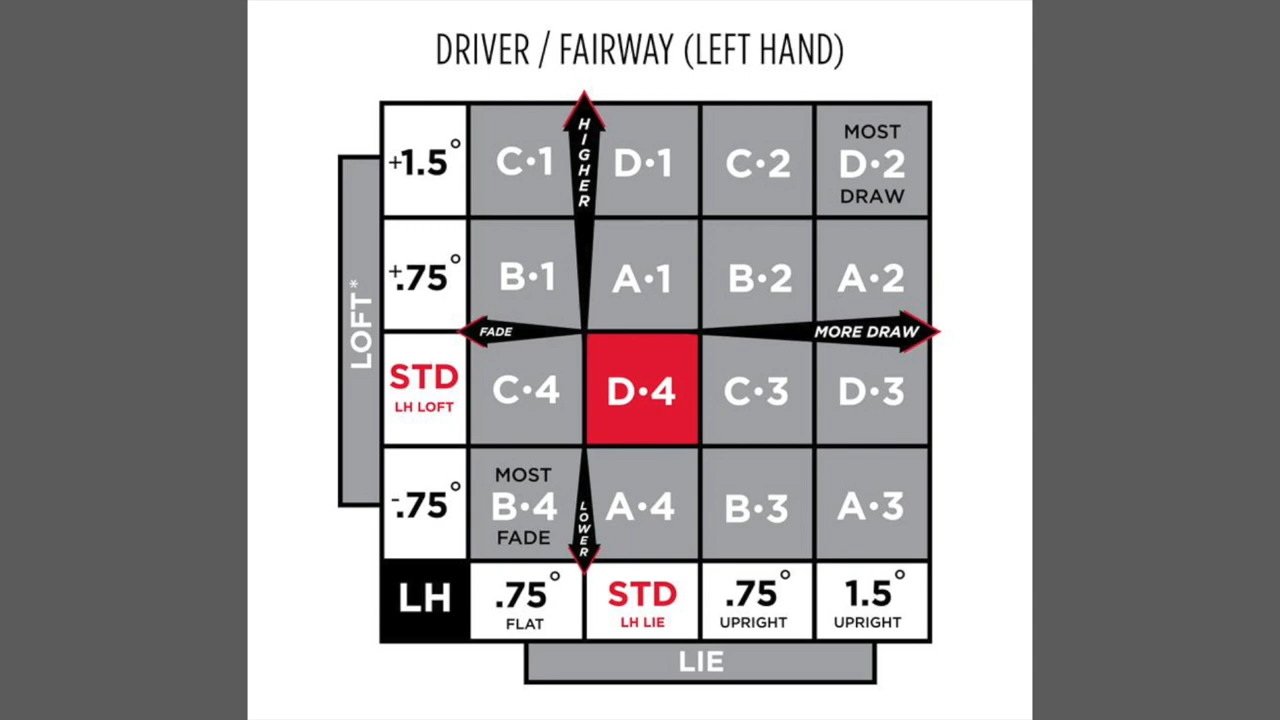 DRIVER / FAIRWAY (LEFT HAND)
+1.5°
C•1
HIGHER
D•1
C•2
MOST
D•2
DRAW
+.75°
B•1
A•1
B•2
A•2
LOFT*
FADE
MORE DRAW
STD
LH LOFT
C•4
D•4
C•3
D•3
-.75°
MOST
B•4
FADE
LOWER
A•4
B•3
A•3
LH
.75°
FLAT
STD
LH LIE
.75°
UPRIGHT
1.5°
UPRIGHT
LIE